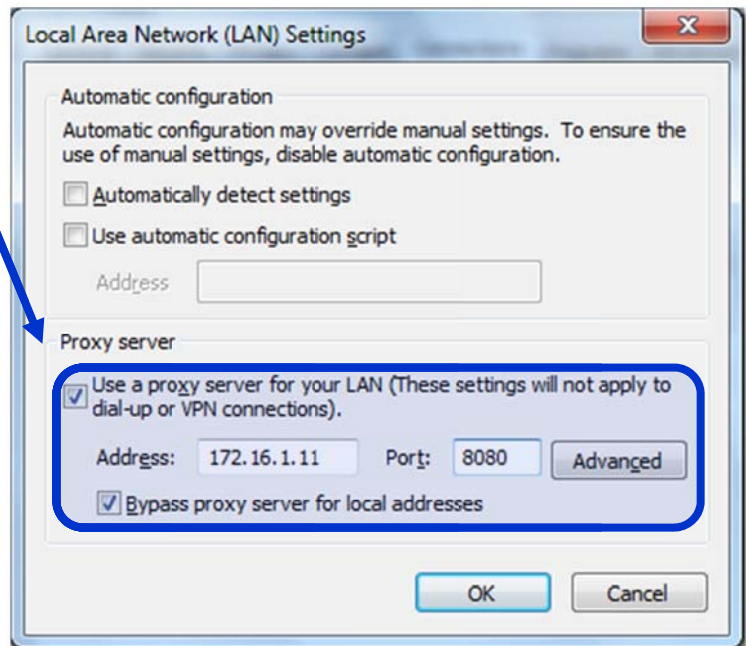 Local Area Network (LAN) Settings
Automatic configuration
Automatic configuration may override manual settings. To ensure the
use of manual settings, disable automatic configuration.
Automatically detect settings
Use automatic configuration script
Address
Proxy server
Use a proxy server for your LAN (These settings will not apply to
dial-up or VPN connections).
Address: 172.16.1.11 Port: 8080 Advanced
Bypass proxy server for local addresses
OK Cancel